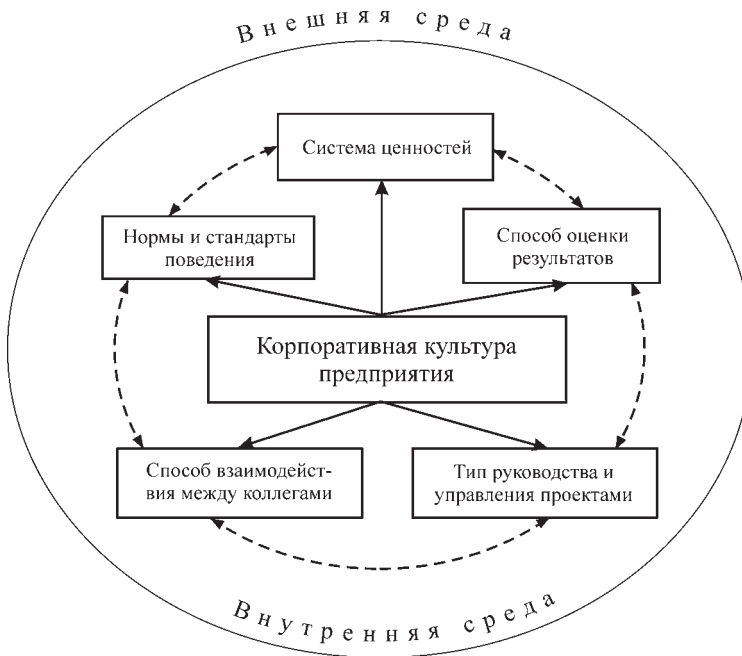 Внешняя среда
Система ценностей
Нормы и стандарты
поведения
Способ оценки
результатов
Корпоративная культура
предприятия
Способ взаимодейст-
вия между коллегами
Тип руководства и
управления проектами
Внутренняя среда